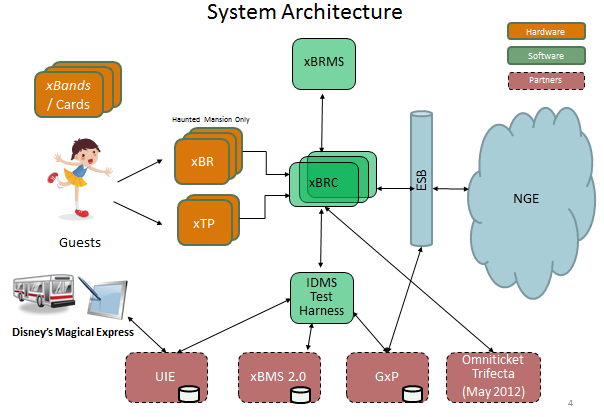 System Architecture
Hardware
Software
Partners
xBRMS
xBands
/ Cards
Haunted Mansion Only
xBR
xBRC
ESB
NGE
xTP
Guests
IDMS
Test
Harness
Disney's Magical Express
UIE
xBMS 2.0
GxP
Omniticket
Trifecta
(May 2012)
4